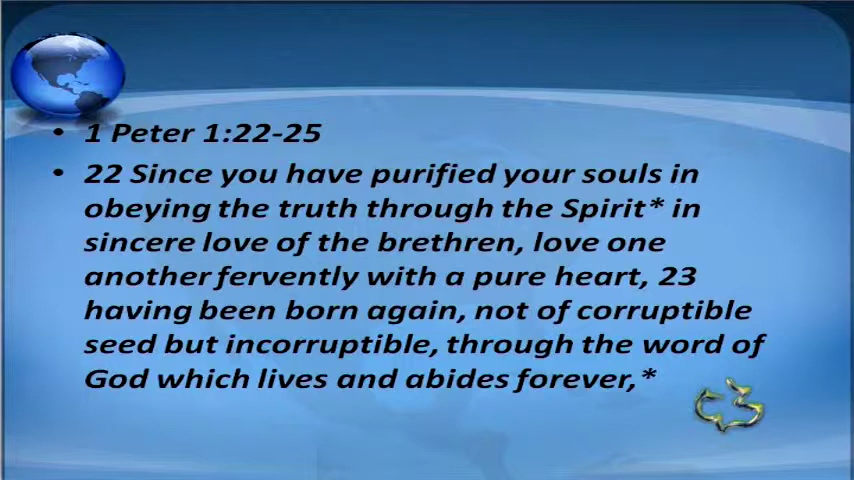 • 1 Peter 1:22-25
• 22 Since you have purified your souls in
obeying the truth through the Spirit* in
sincere love of the brethren, love one
another fervently with a pure heart, 23
having been born again, not of corruptible
seed but incorruptible, through the word of
God which lives and abides forever,*